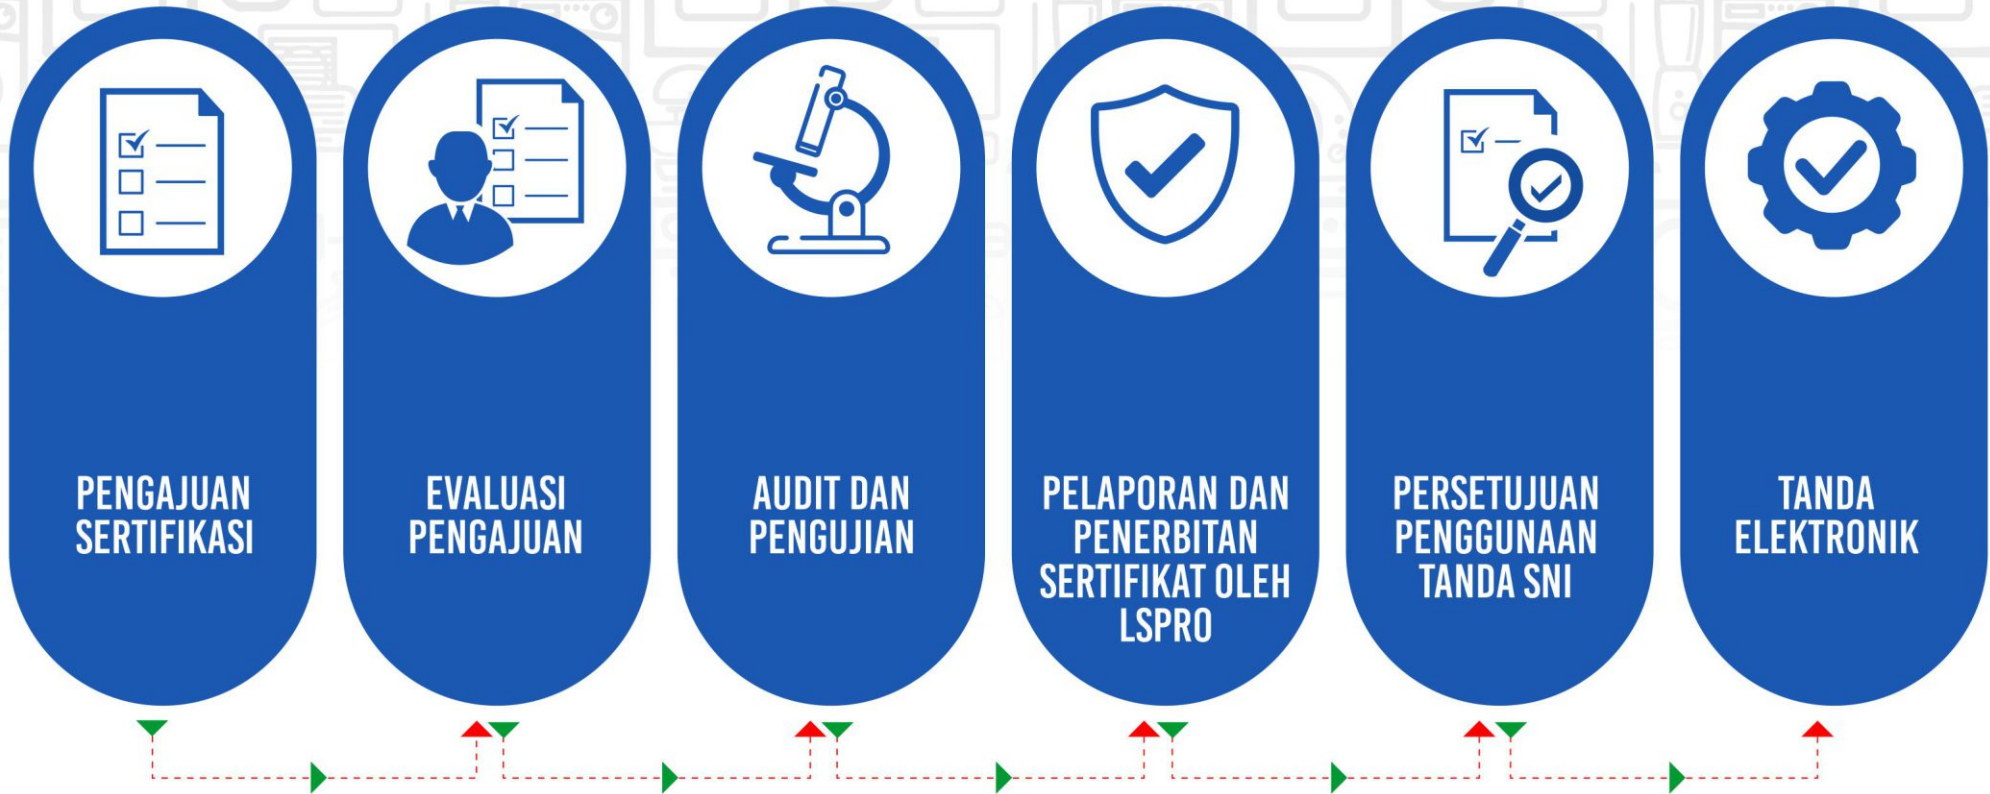 PENGAJUAN
SERTIFIKASI
EVALUASI
PENGAJUAN
AUDIT DAN
PENGUJIAN
PELAPORAN DAN
PENERBITAN
SERTIFIKAT OLEH
LSPRO
PERSETUJUAN
PENGGUNAAN
TANDA SNI
TANDA
ELEKTRONIK